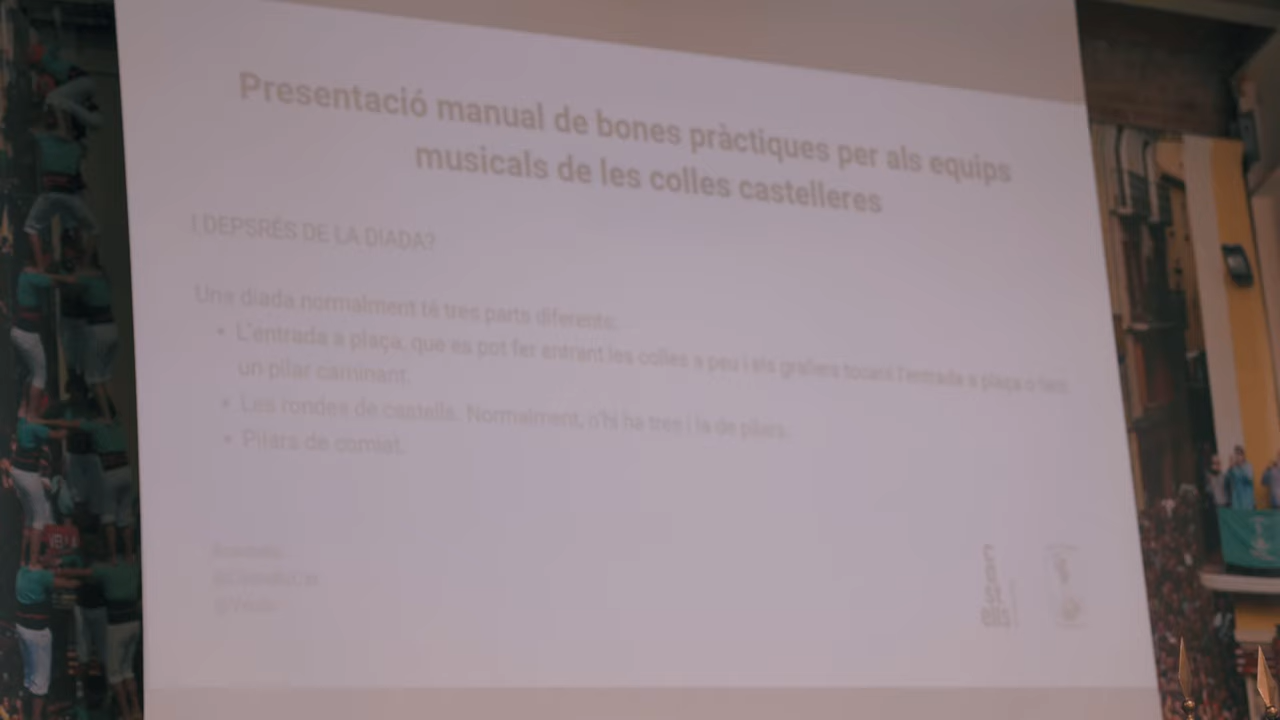 Presentació manual de bones pràctiques per als equips
musicals de les colles castelleres
I DEPSRÉS DE LA DIADA?
Una diada normalment té tres parts diferents:
• L'entrada a plaça, que es pot fer entrant les colles a peu i els grallers tocant l'entrada a plaça o fent
un pilar caminant.
• Les rondes de castells. Normalment, n'hi ha tres i la de pilars.
• Pilars de comiat.